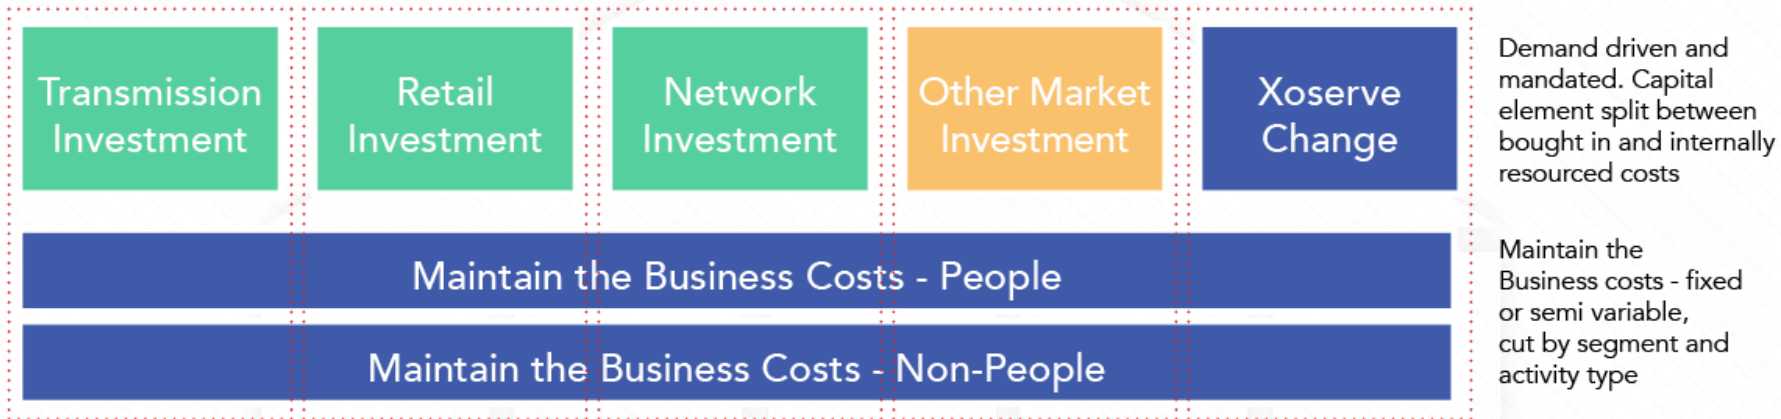 Transmission
Investment
Retail
Investment
Network
Investment
Other Market
Investment
Xoserve
Change
Demand driven and
mandated. Capital
element split between
bought in and internally
resourced costs
Maintain the Business Costs - People
Maintain the Business Costs - Non-People
Maintain the
Business costs - fixed
or semi variable,
cut by segment and
activity type